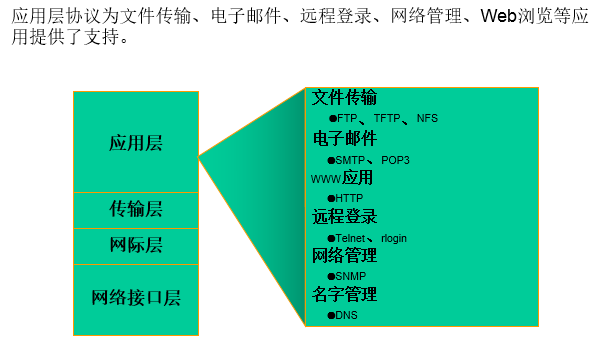 应用层协议为文件传输、电子邮件、远程登录、网络管理、Web浏览等应
用提供了支持。
应用层
传输层
网际层
网络接口层
文件传输
●FTP、TFTP、NFS
电子邮件
●SMTP、POP3
WWW应用
●HTTP
远程登录
●Telnet、rlogin
网络管理
●SNMP
名字管理
●DNS